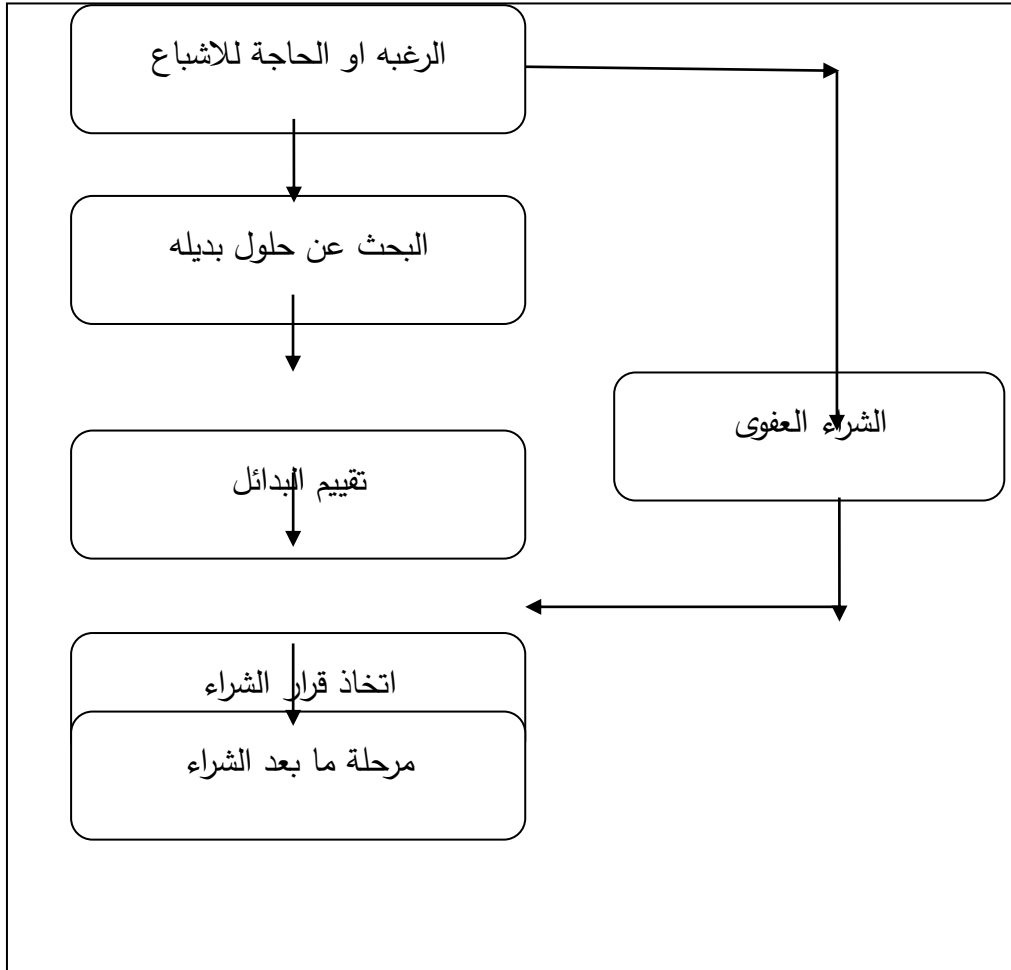 الرغبه او الحاجة للاشباع
البحث عن حلول بديله
الشراء العفوى
تقييم البدائل
اتخاذ قرار الشراء
مرحلة ما بعد الشراء